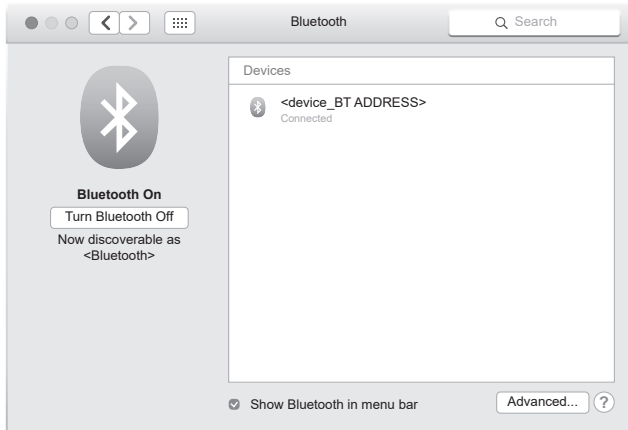 Bluetooth
Search
Bluetooth On
Turn Bluetooth Off
Now discoverable as
<Bluetooth>
Devices
<device_BT ADDRESS>
Connected
Show Bluetooth in menu bar
Advanced...
?